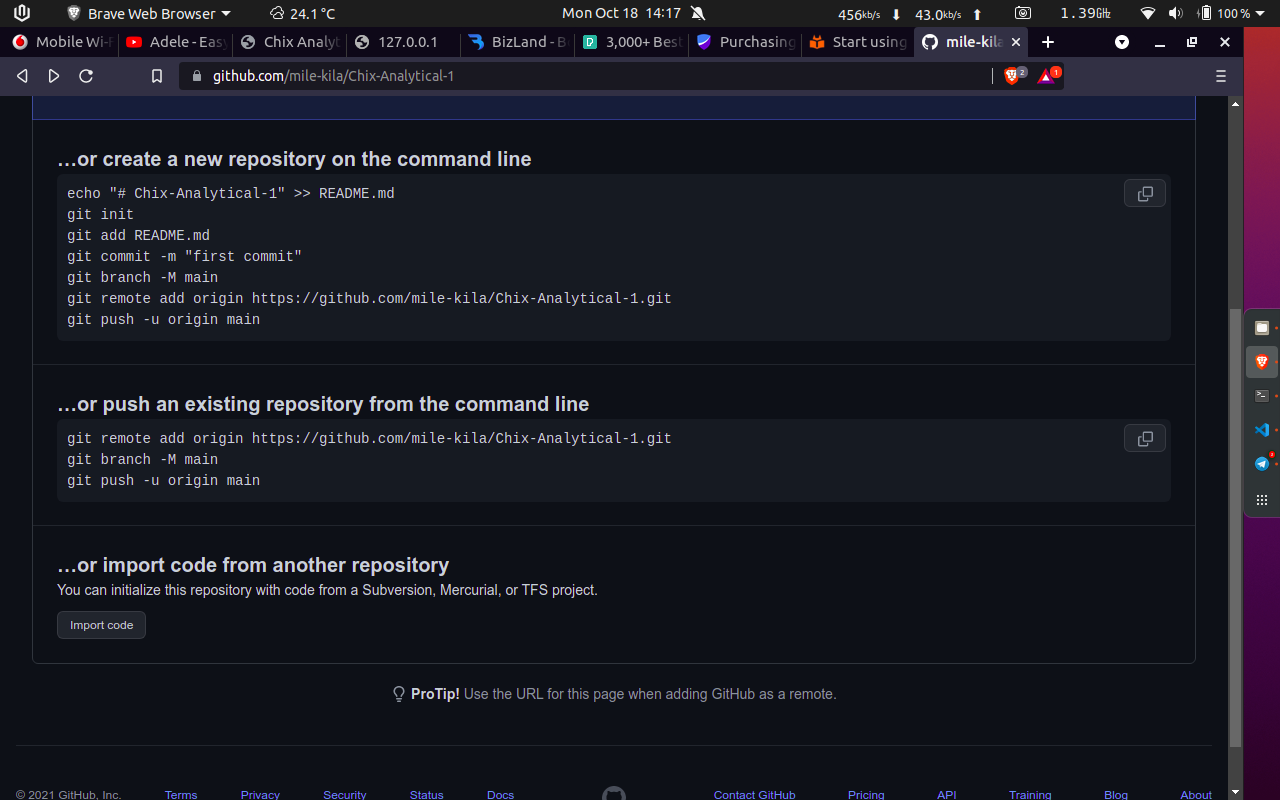 Brave Web Browser
24.1 °C
Mon Oct 18 14:17
456kb/s
43.0kb/s
1.39GHz
100 %
Mobile Wi-F
Adele - Easy
Chix Analyt
127.0.0.1
BizLand - B
3,000+ Best
Purchasing
Start using
mile-kila
github.com/mile-kila/Chix-Analytical-1
2
1
…or create a new repository on the command line
echo "# Chix-Analytical-1" >> README.md
git init
git add README.md
git commit -m "first commit"
git branch -M main
git remote add origin https://github.com/mile-kila/Chix-Analytical-1.git
git push -u origin main
…or push an existing repository from the command line
git remote add origin https://github.com/mile-kila/Chix-Analytical-1.git
git branch -M main
git push -u origin main
…or import code from another repository
You can initialize this repository with code from a Subversion, Mercurial, or TFS project.
Import code
ProTip! Use the URL for this page when adding GitHub as a remote.
© 2021 GitHub, Inc.
Terms
Privacy
Security
Status
Docs
Contact GitHub
Pricing
API
Training
Blog
About